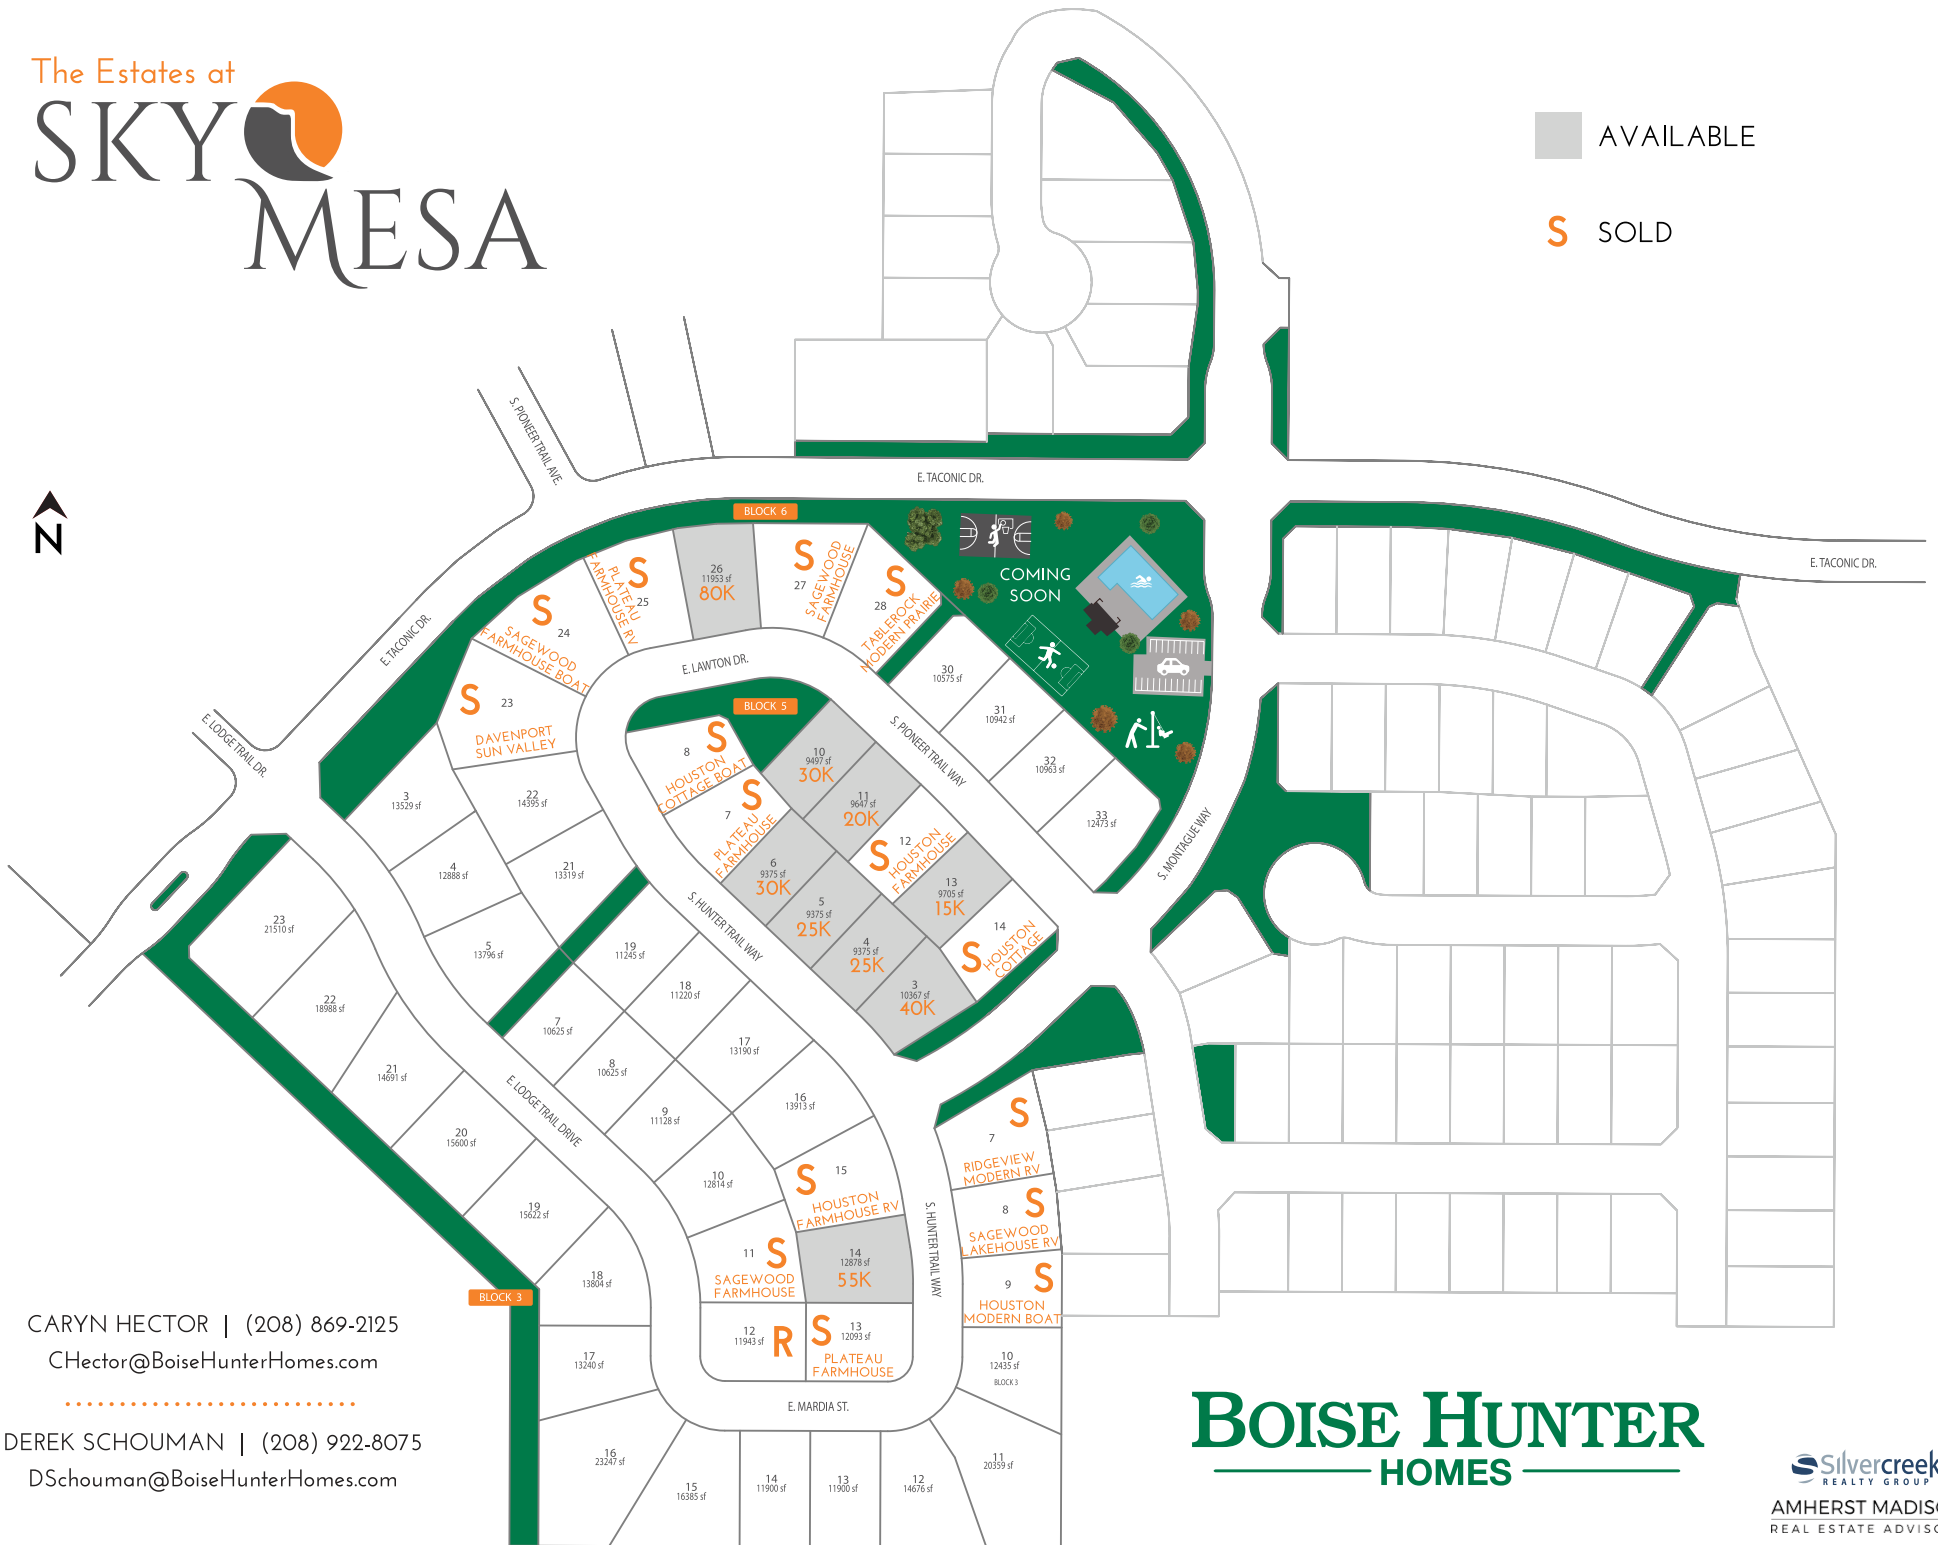 The Estates at
SKY
MESA
AVAILABLE
S SOLD
N
S. PIONEER TRAIL AVE.
E. TACONIC DR.
E. TACONIC DR.
E. TACONIC DR.
E. LODGE TRAIL DR.
BLOCK 6
COMING
SOON
26
11953 sf
80K
S
27
SAGEWOOD
FARMHOUSE
S
28
TABLEROCK
MODERN PRAIRIE
S
25
PLATEAU
FARMHOUSE RV
S
24
SAGEWOOD
FARMHOUSE BOAT
S
23
DAVENPORT
SUN VALLEY
E. LAWTON DR.
BLOCK 5
S. PIONEER TRAIL WAY
S. MONTAGUE WAY
30
10575 sf
31
10942 sf
32
10963 sf
33
12473 sf
8
S
HOUSTON
COTTAGE BOAT
7
S
PLATEAU
FARMHOUSE
10
9497 sf
30K
11
9647 sf
20K
12
S
HOUSTON
FARMHOUSE
13
9705 sf
15K
14
S
HOUSTON
COTTAGE
6
9375 sf
30K
5
9375 sf
25K
4
9375 sf
25K
3
10367 sf
40K
S. HUNTER TRAIL WAY
3
13529 sf
22
14395 sf
4
12888 sf
21
13319 sf
5
13796 sf
19
11245 sf
18
11220 sf
7
10625 sf
17
13190 sf
8
10625 sf
16
13913 sf
9
11128 sf
10
12814 sf
15
S
HOUSTON
FARMHOUSE RV
11
S
SAGEWOOD
FARMHOUSE
14
12878 sf
55K
12
11943 sf
R
S
13
12093 sf
PLATEAU
FARMHOUSE
E. LODGE TRAIL DRIVE
S. HUNTER TRAIL WAY
E. MARDIA ST.
23
21510 sf
22
18988 sf
21
14691 sf
20
15600 sf
19
15622 sf
18
13804 sf
BLOCK 3
17
13240 sf
16
23247 sf
15
16385 sf
14
11900 sf
13
11900 sf
12
14676 sf
11
20359 sf
10
12435 sf
BLOCK 3
S
7
RIDGEVIEW
MODERN RV
8
S
SAGEWOOD
LAKEHOUSE RV
9
S
HOUSTON
MODERN BOAT
CARYN HECTOR | (208) 869-2125
CHector@BoiseHunterHomes.com
DEREK SCHOUMAN | (208) 922-8075
DSchouman@BoiseHunterHomes.com
BOISE HUNTER
HOMES
Silvercreek
REALTY GROUP
AMHERST MADISO
REAL ESTATE ADVISO